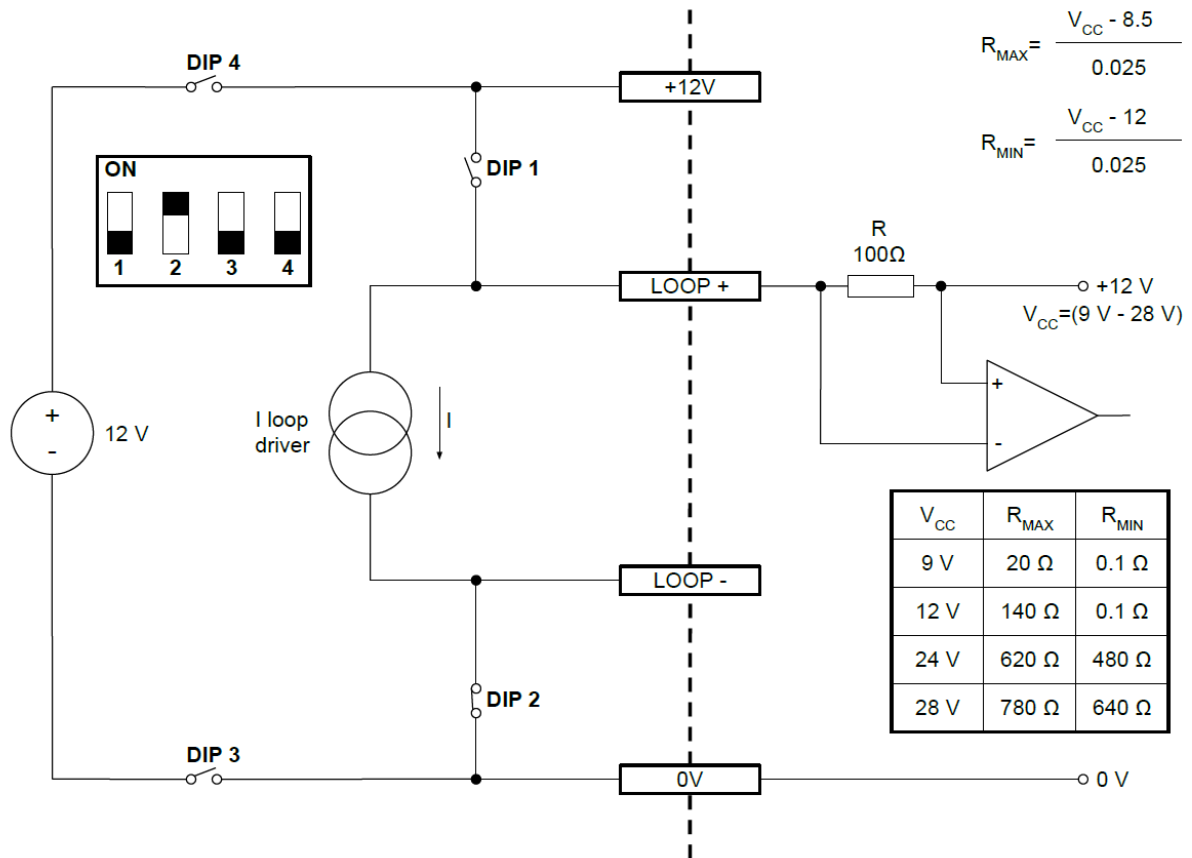 DIP 4
+12V
R_MAX= V_CC - 8.5
0.025
R_MIN= V_CC - 12
0.025
ON
1 2 3 4
DIP 1
R
100Ω
LOOP +
+12 V
V_CC=(9 V - 28 V)
+
-
+
-
12 V
I loop
driver
I
LOOP -
V_CC R_MAX R_MIN
9 V 20 Ω 0.1 Ω
12 V 140 Ω 0.1 Ω
24 V 620 Ω 480 Ω
28 V 780 Ω 640 Ω
DIP 2
DIP 3
0V
0 V